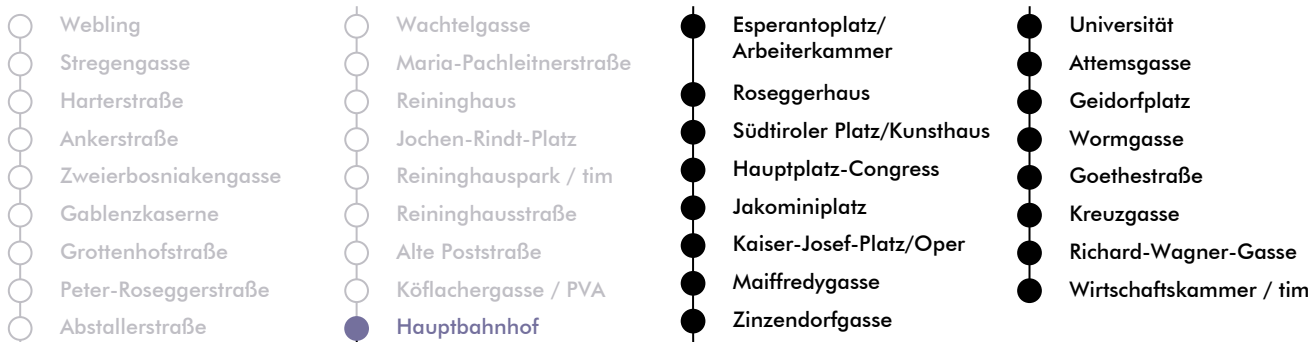 Webling
Stregengasse
Harterstraße
Ankerstraße
Zweierbosniakengasse
Gablenzkaserne
Grottenhofstraße
Peter-Roseggerstraße
Abstallerstraße
Wachtelgasse
Maria-Pachleitnerstraße
Reininghaus
Jochen-Rindt-Platz
Reininghauspark / tim
Reininghausstraße
Alte Poststraße
Köflachergasse / PVA
Hauptbahnhof
Esperantoplatz/
Arbeiterkammer
Roseggerhaus
Südtiroler Platz/Kunsthaus
Hauptplatz-Congress
Jakominiplatz
Kaiser-Josef-Platz/Oper
Maiffredygasse
Zinzendorfgasse
Universität
Attemsgasse
Geidorfplatz
Wormgasse
Goethestraße
Kreuzgasse
Richard-Wagner-Gasse
Wirtschaftskammer / tim